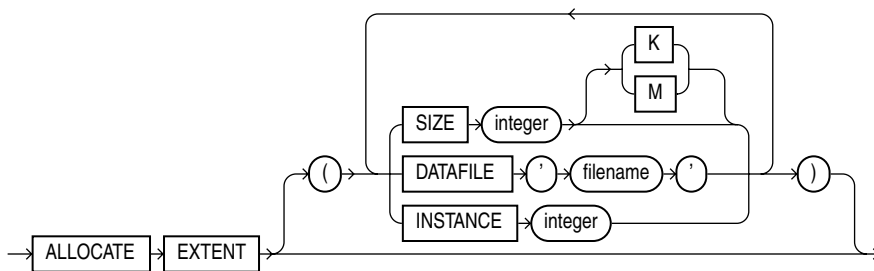 K
M
SIZE integer
( DATAFILE ' filename ' )
INSTANCE integer
ALLOCATE EXTENT